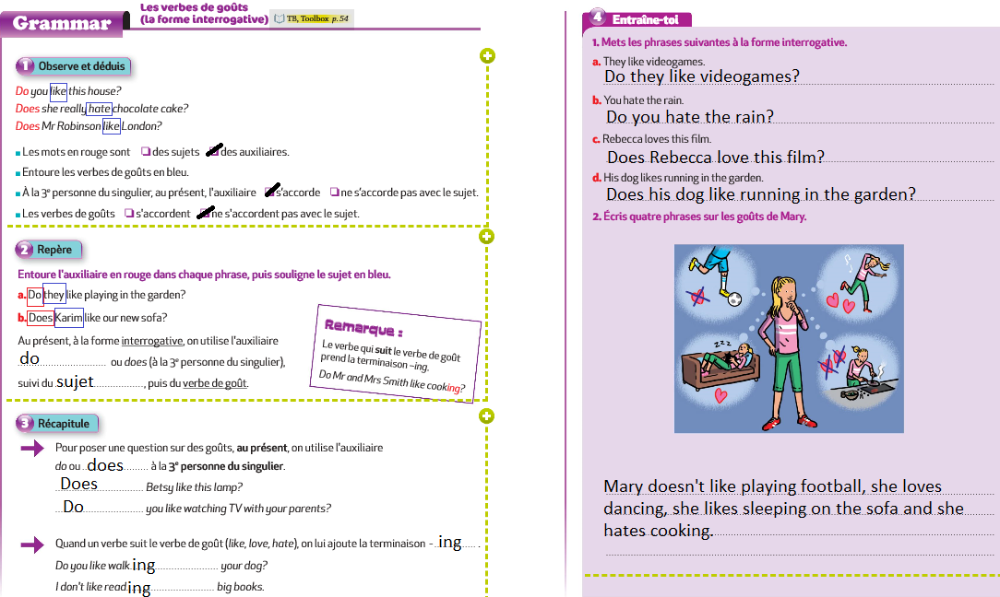 Grammar
Les verbes de goûts
(la forme interrogative)
TB, Toolbox p. 54
1 Observe et déduis
Do you like this house?
Does she really hate chocolate cake?
Does Mr Robinson like London?
Les mots en rouge sont des sujets des auxiliaires.
Entoure les verbes de goûts en bleu.
À la 3e personne du singulier, au présent, l'auxiliaire s'accorde ne s'accorde pas avec le sujet.
Les verbes de goûts s'accordent ne s'accordent pas avec le sujet.
2 Repère
Entoure l'auxiliaire en rouge dans chaque phrase, puis souligne le sujet en bleu.
a. Do they like playing in the garden?
b. Does Karim like our new sofa?
Au présent, à la forme interrogative, on utilise l'auxiliaire
do ou does (à la 3e personne du singulier),
suivi du sujet, puis du verbe de goût.
Remarque :
Le verbe qui suit le verbe de goût
prend la terminaison –ing.
Do Mr and Mrs Smith like cooking?
3 Récapitule
Pour poser une question sur des goûts, au présent, on utilise l'auxiliaire
do ou does à la 3e personne du singulier.
Does Betsy like this lamp?
Do you like watching TV with your parents?
Quand un verbe suit le verbe de goût (like, love, hate), on lui ajoute la terminaison -ing.
Do you like walking your dog?
I don't like reading big books.
4 Entraîne-toi
1. Mets les phrases suivantes à la forme interrogative.
a. They like videogames.
Do they like videogames?
b. You hate the rain.
Do you hate the rain?
c. Rebecca loves this film.
Does Rebecca love this film?
d. His dog likes running in the garden.
Does his dog like running in the garden?
2. Écris quatre phrases sur les goûts de Mary.
z z Z
Mary doesn't like playing football, she loves
dancing, she likes sleeping on the sofa and she
hates cooking.